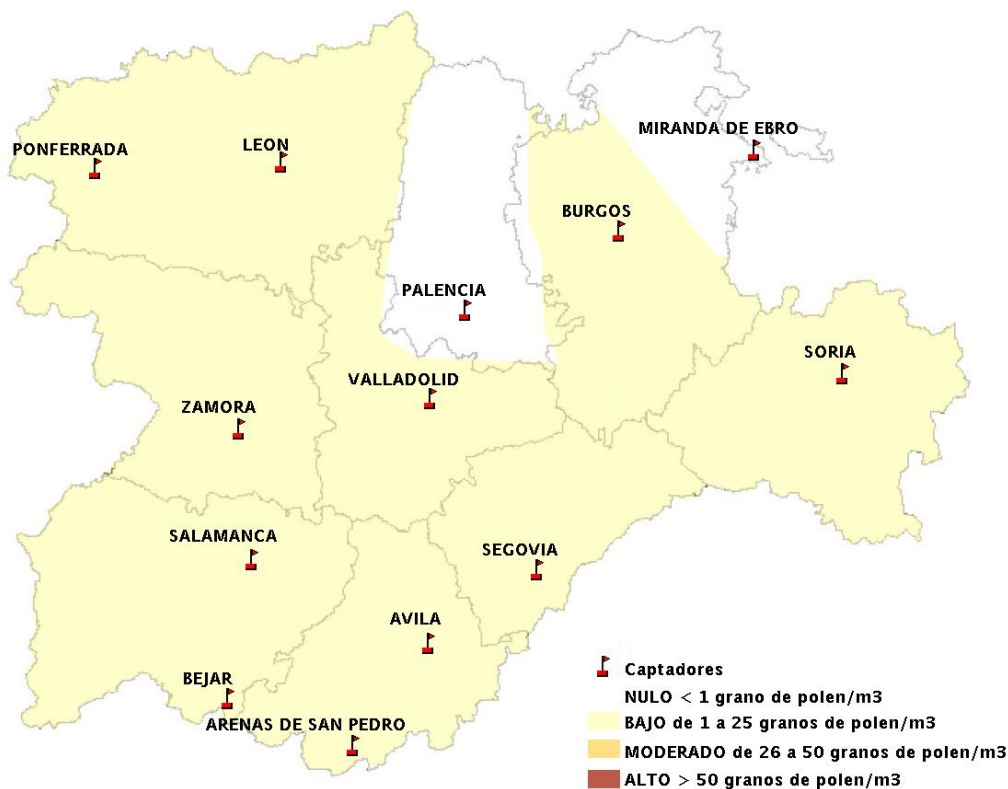 MIRANDA DE EBRO
PONFERRADA
LEON
BURGOS
PALENCIA
SORIA
VALLADOLID
ZAMORA
SALAMANCA
SEGOVIA
AVILA
BEJAR
ARENAS DE SAN PEDRO
Captadores
NULO < 1 grano de polen/m3
BAJO de 1 a 25 granos de polen/m3
MODERADO de 26 a 50 granos de polen/m3
ALTO > 50 granos de polen/m3